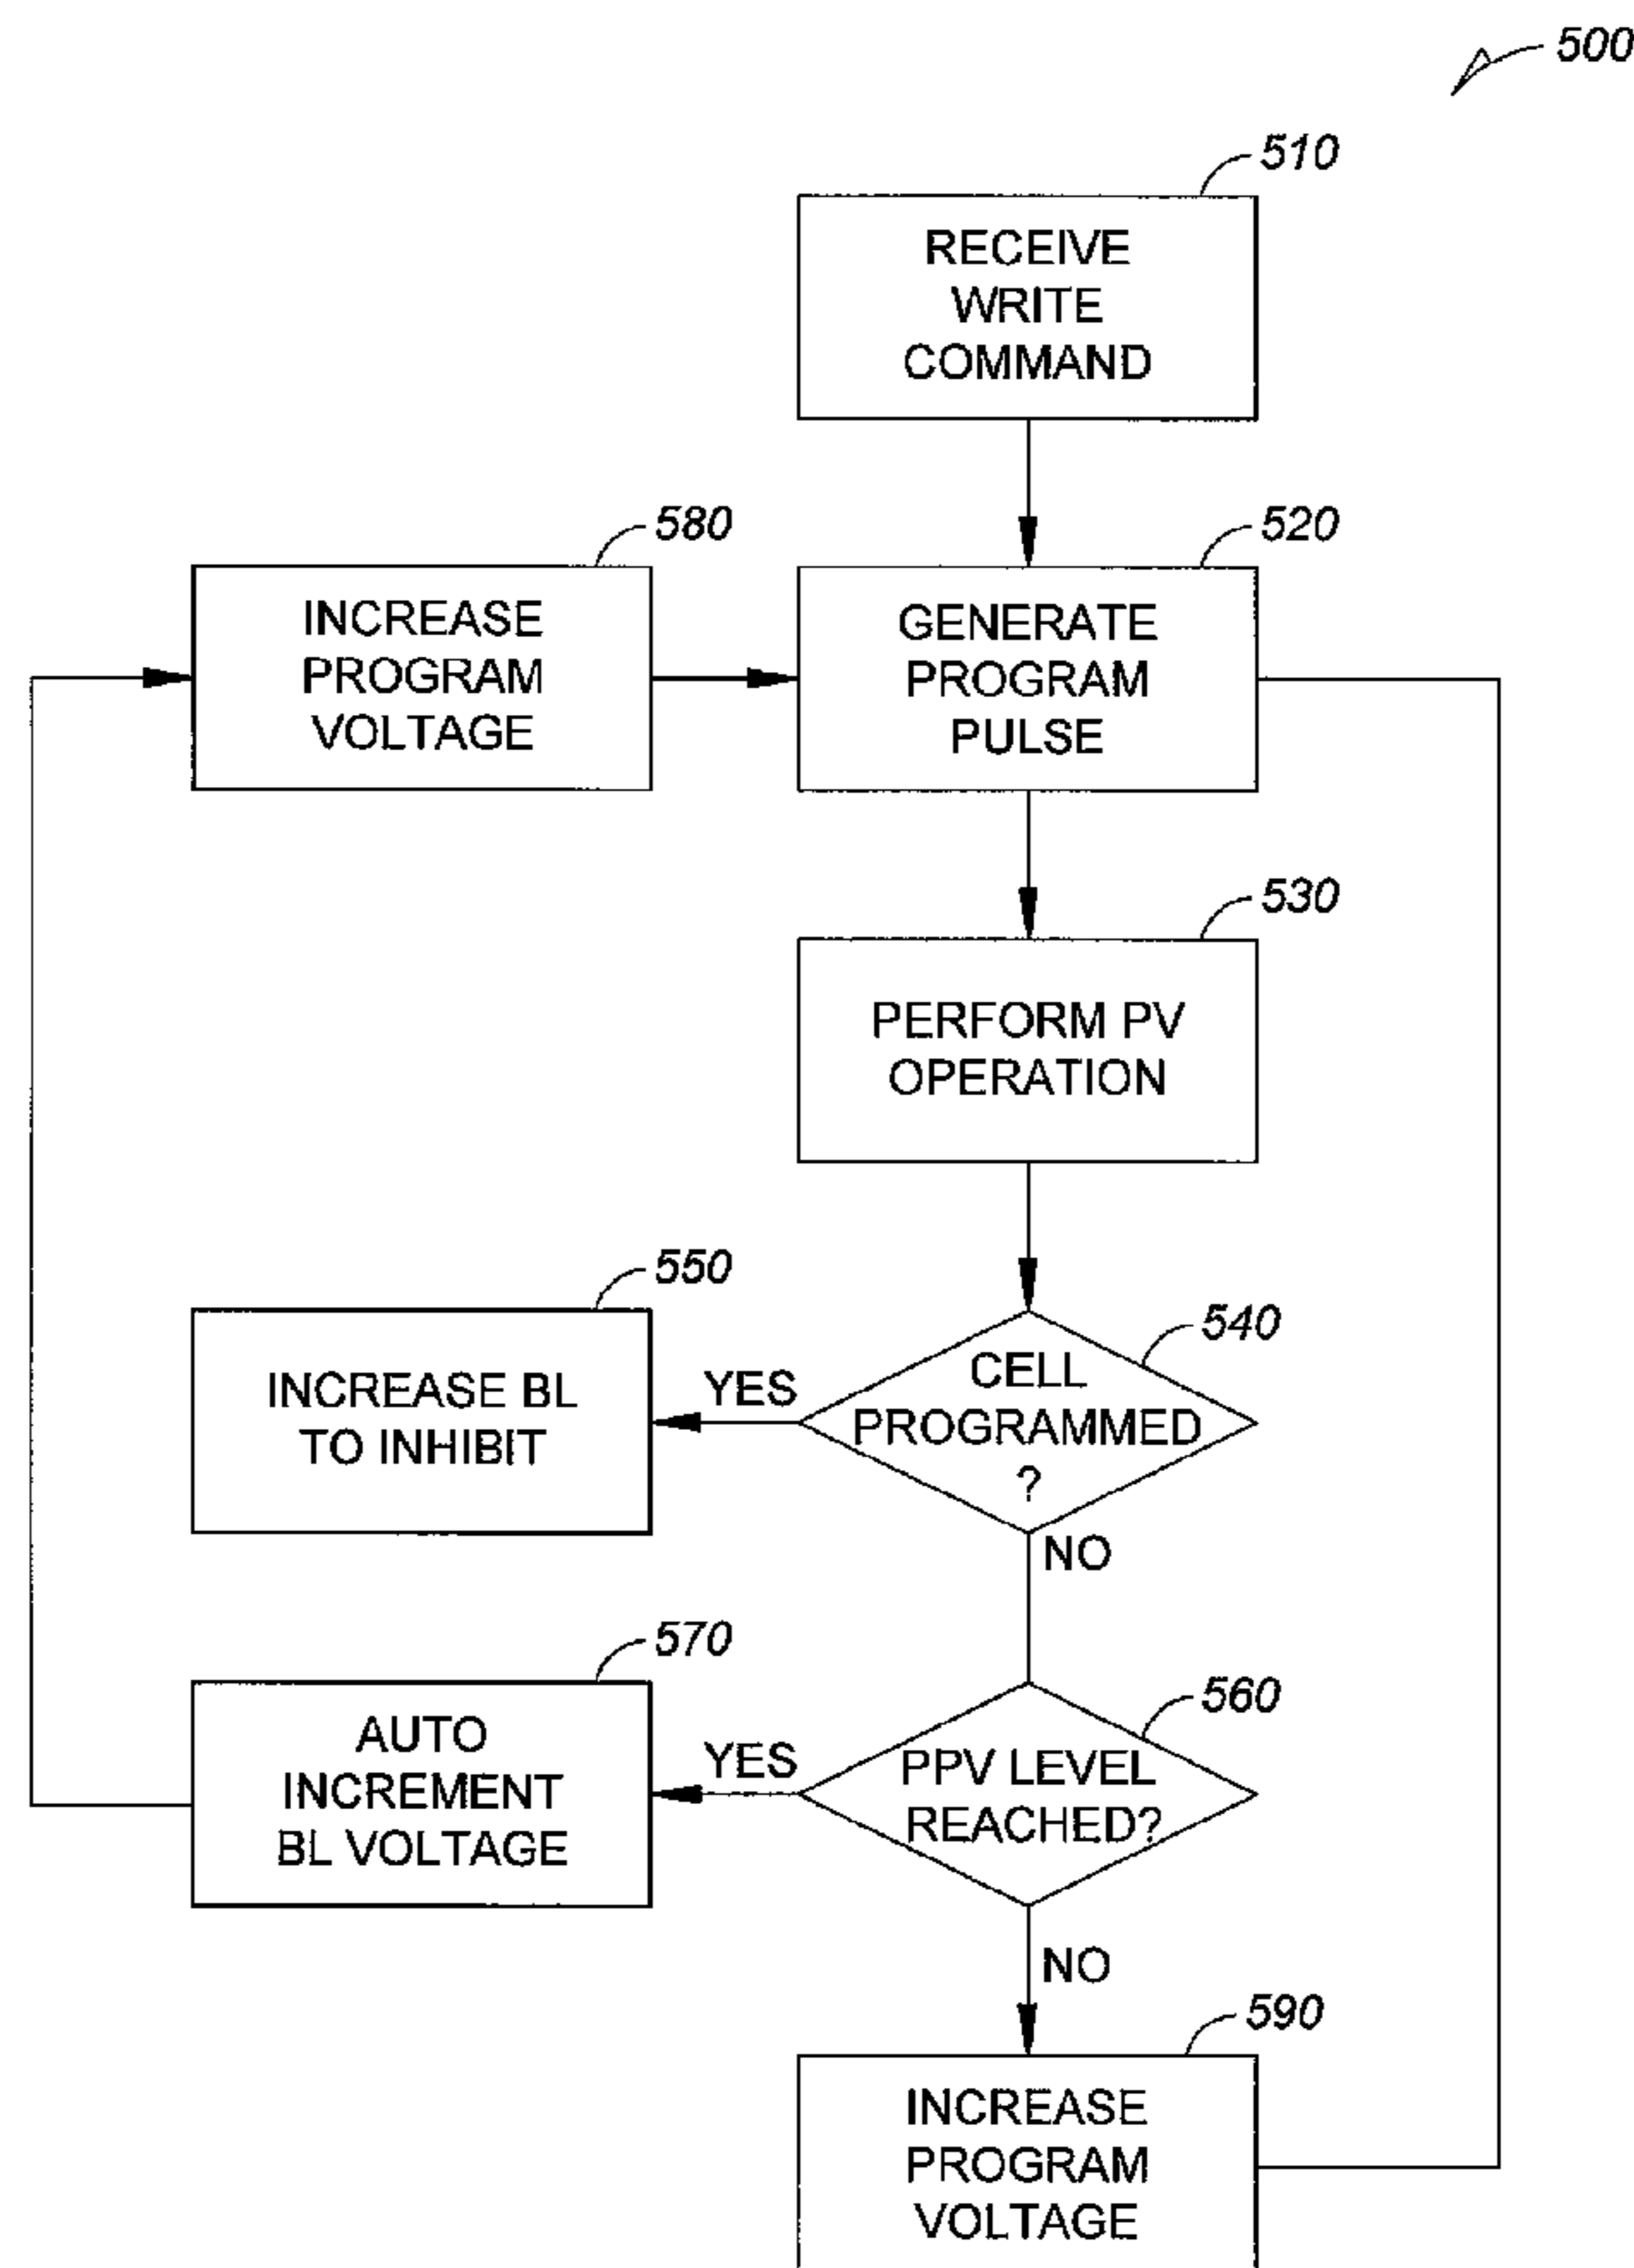 500
510
RECEIVE
WRITE
COMMAND
580
INCREASE
PROGRAM
VOLTAGE
520
GENERATE
PROGRAM
PULSE
530
PERFORM PV
OPERATION
550
INCREASE BL
TO INHIBIT
YES
540
CELL
PROGRAMMED
?
NO
570
AUTO
INCREMENT
BL VOLTAGE
YES
560
PPV LEVEL
REACHED?
NO
590
INCREASE
PROGRAM
VOLTAGE